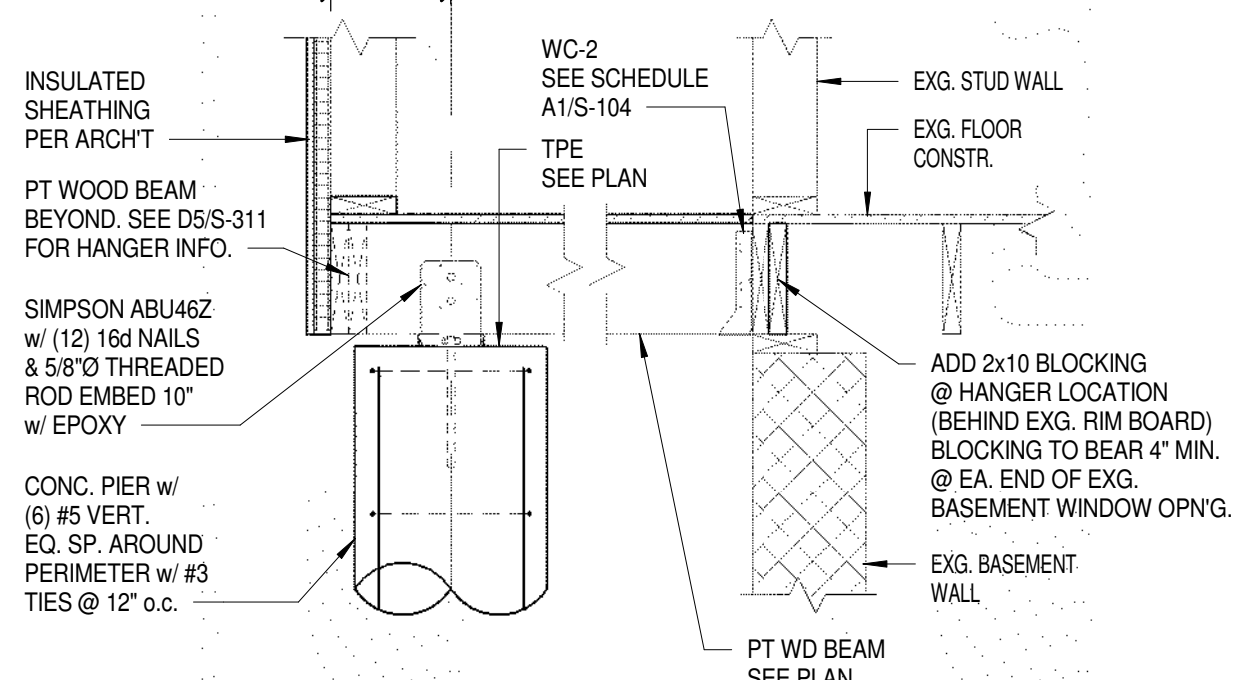 INSULATED
SHEATHING
PER ARCH'T
PT WOOD BEAM
BEYOND. SEE D5/S-311
FOR HANGER INFO.
SIMPSON ABU46Z
w/ (12) 16d NAILS
& 5/8"Ø THREADED
ROD EMBED 10"
w/ EPOXY
CONC. PIER w/
(6) #5 VERT.
EQ. SP. AROUND
PERIMETER w/ #3
TIES @ 12" o.c.
WC-2
SEE SCHEDULE
A1/S-104
TPE
SEE PLAN
EXG. STUD WALL
EXG. FLOOR
CONSTR.
ADD 2x10 BLOCKING
@ HANGER LOCATION
(BEHIND EXG. RIM BOARD)
BLOCKING TO BEAR 4" MIN.
@ EA. END OF EXG.
BASEMENT WINDOW OPN'G.
EXG. BASEMENT
WALL
PT WD BEAM
SEE PLAN